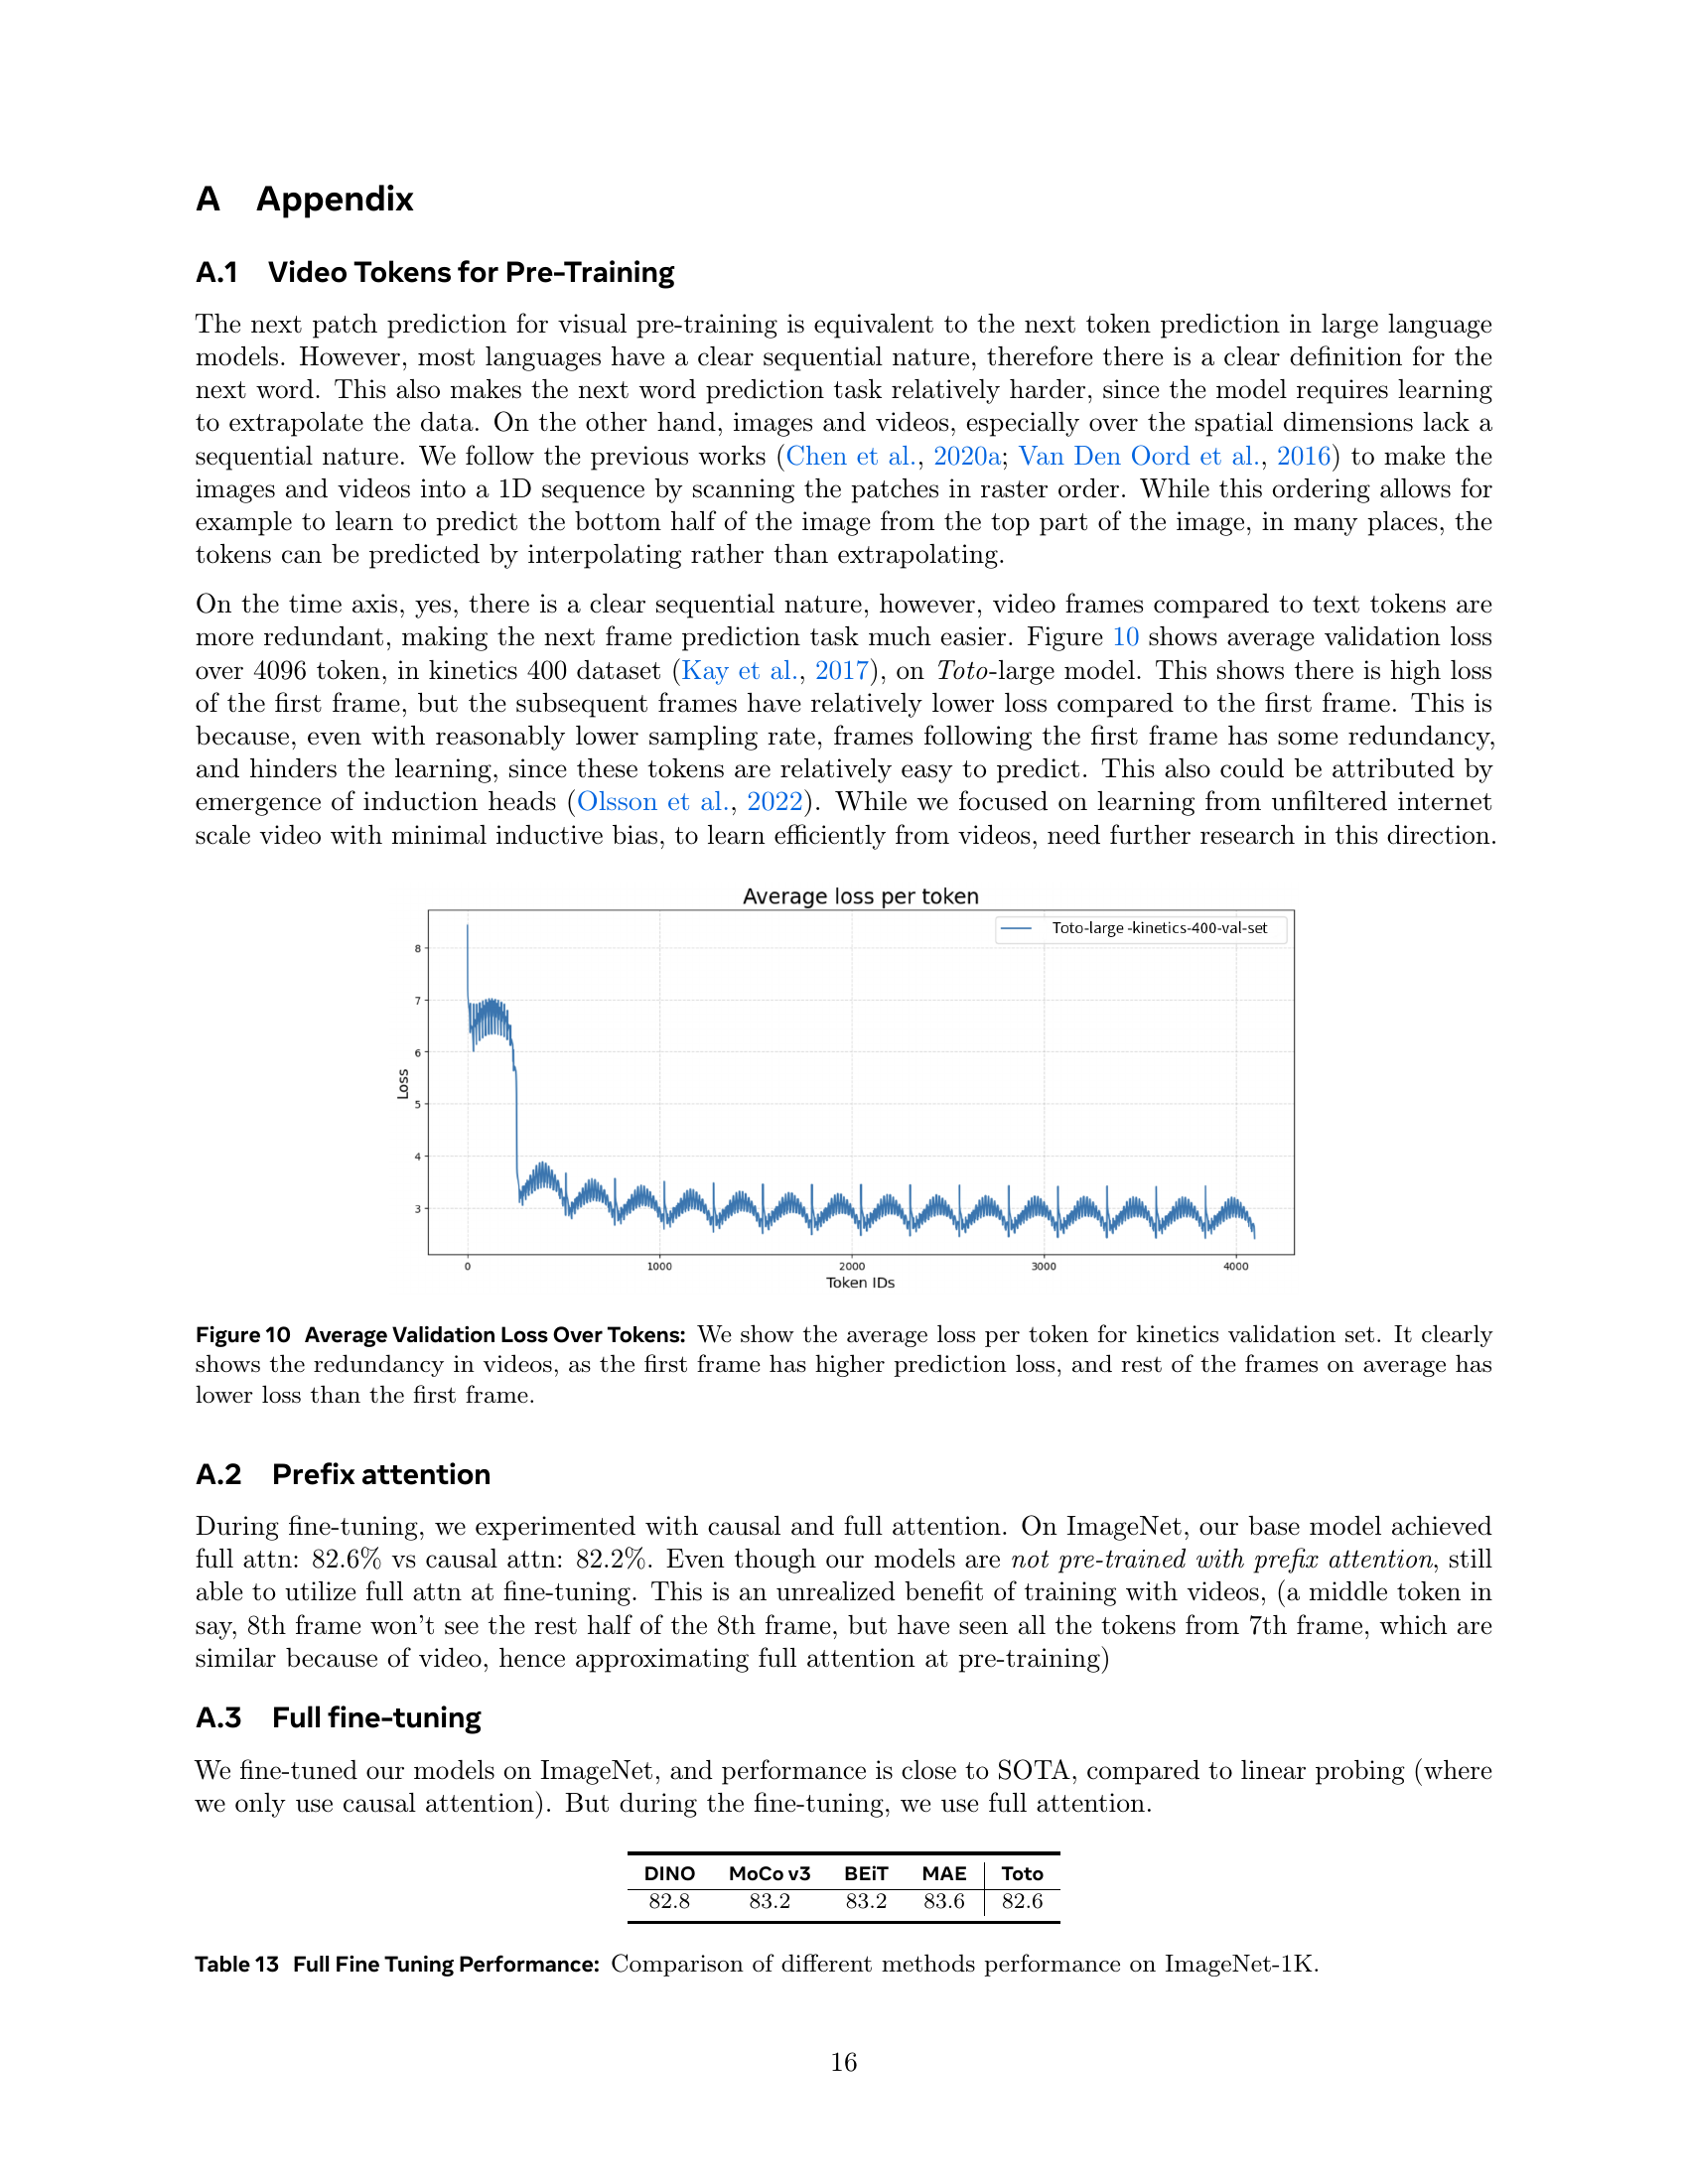 A Appendix
A.1 Video Tokens for Pre-Training
The next patch prediction for visual pre-training is equivalent to the next token prediction in large language
models. However, most languages have a clear sequential nature, therefore there is a clear definition for the
next word. This also makes the next word prediction task relatively harder, since the model requires learning
to extrapolate the data. On the other hand, images and videos, especially over the spatial dimensions lack a
sequential nature. We follow the previous works (Chen et al., 2020a; Van Den Oord et al., 2016) to make the
images and videos into a 1D sequence by scanning the patches in raster order. While this ordering allows for
example to learn to predict the bottom half of the image from the top part of the image, in many places, the
tokens can be predicted by interpolating rather than extrapolating.
On the time axis, yes, there is a clear sequential nature, however, video frames compared to text tokens are
more redundant, making the next frame prediction task much easier. Figure 10 shows average validation loss
over 4096 token, in kinetics 400 dataset (Kay et al., 2017), on Toto-large model. This shows there is high loss
of the first frame, but the subsequent frames have relatively lower loss compared to the first frame. This is
because, even with reasonably lower sampling rate, frames following the first frame has some redundancy,
and hinders the learning, since these tokens are relatively easy to predict. This also could be attributed by
emergence of induction heads (Olsson et al., 2022). While we focused on learning from unfiltered internet
scale video with minimal inductive bias, to learn efficiently from videos, need further research in this direction.
Average loss per token
Toto-large -kinetics-400-val-set
8
7
6
5
4
3
Loss
0 1000 2000 3000 4000
Token IDs
Figure 10 Average Validation Loss Over Tokens: We show the average loss per token for kinetics validation set. It clearly
shows the redundancy in videos, as the first frame has higher prediction loss, and rest of the frames on average has
lower loss than the first frame.
A.2 Prefix attention
During fine-tuning, we experimented with causal and full attention. On ImageNet, our base model achieved
full attn: 82.6% vs causal attn: 82.2%. Even though our models are not pre-trained with prefix attention, still
able to utilize full attn at fine-tuning. This is an unrealized benefit of training with videos, (a middle token in
say, 8th frame won't see the rest half of the 8th frame, but have seen all the tokens from 7th frame, which are
similar because of video, hence approximating full attention at pre-training)
A.3 Full fine-tuning
We fine-tuned our models on ImageNet, and performance is close to SOTA, compared to linear probing (where
we only use causal attention). But during the fine-tuning, we use full attention.
DINO MoCo v3 BEiT MAE Toto
82.8 83.2 83.2 83.6 82.6
Table 13 Full Fine Tuning Performance: Comparison of different methods performance on ImageNet-1K.
16